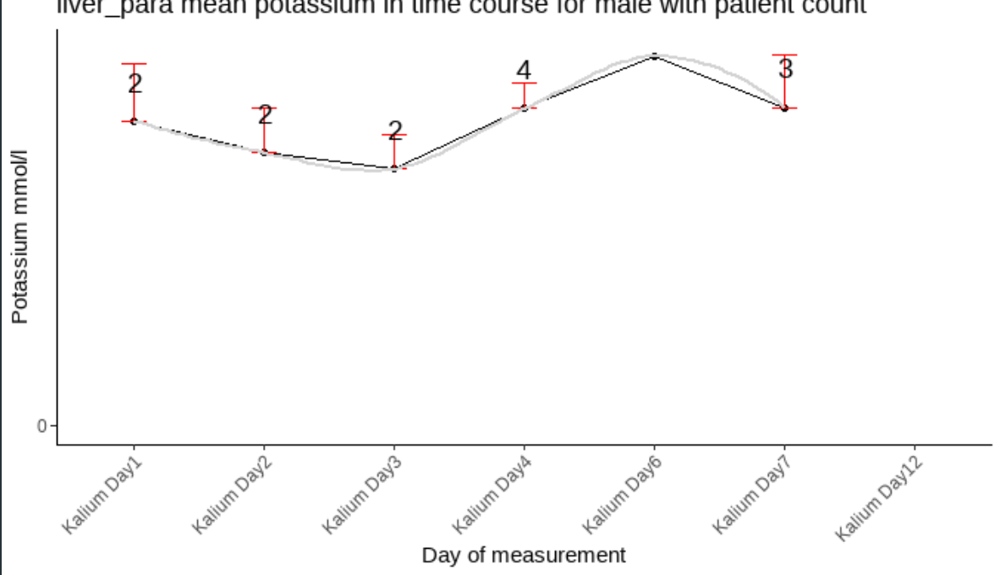 liver_para mean potassium in time course for male with patient count
2
2
2
4
3
Potassium mmol/l
0
Kalium Day1
Kalium Day2
Kalium Day3
Kalium Day4
Kalium Day6
Kalium Day7
Kalium Day12
Day of measurement